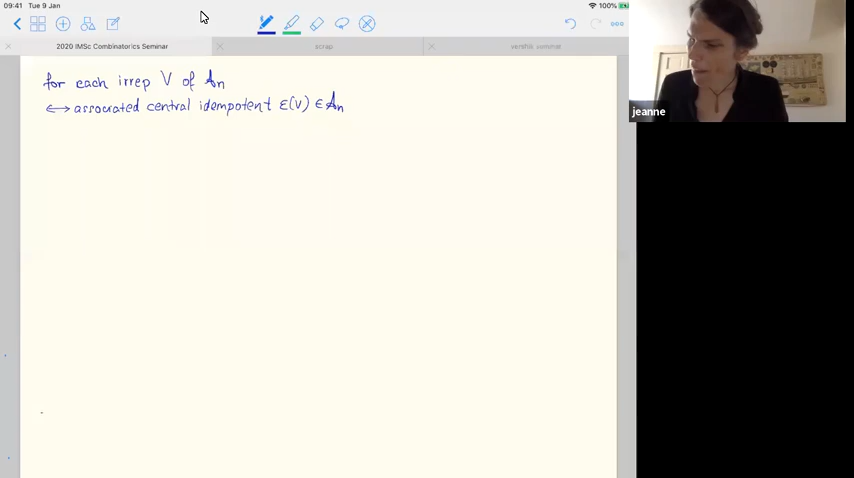 09:41 Tue 9 Jan
100%
2020 IMSc Combinatorics Seminar
scrap
for each irrep V of An
⟷ associated central idempotent ε(V) ∈ An
jeanne